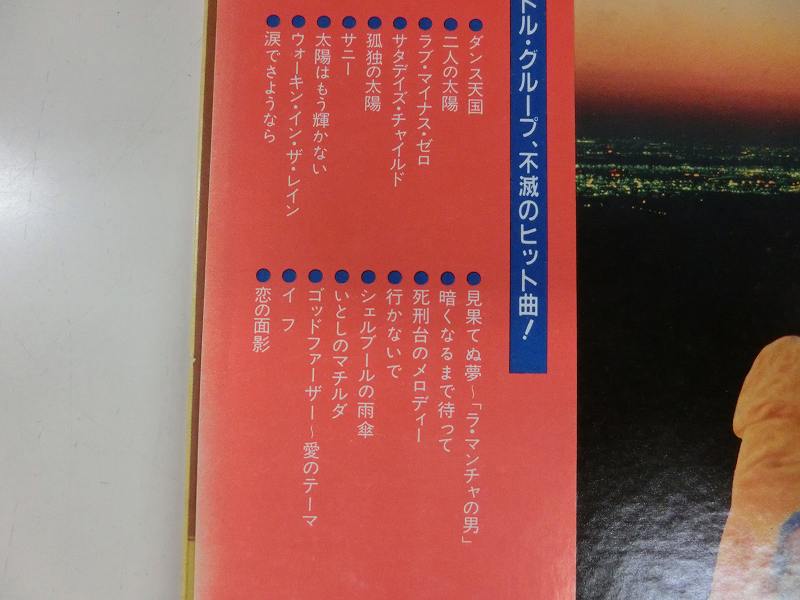 トル・グループ、不滅のヒット曲!
ダンス天国
二人の太陽
ラブ・マイナス・ゼロ
サタデイズ・チャイルド
孤独の太陽
サニー
太陽はもう輝かない
ウォーキン・イン・ザ・レイン
涙でさようなら
見果てぬ夢~「ラ・マンチャの男」
暗くなるまで待って
死刑台のメロディー
行かないで
シェルブールの雨傘
いとしのマチルダ
ゴッドファーザー~愛のテーマ
イフ
恋の面影